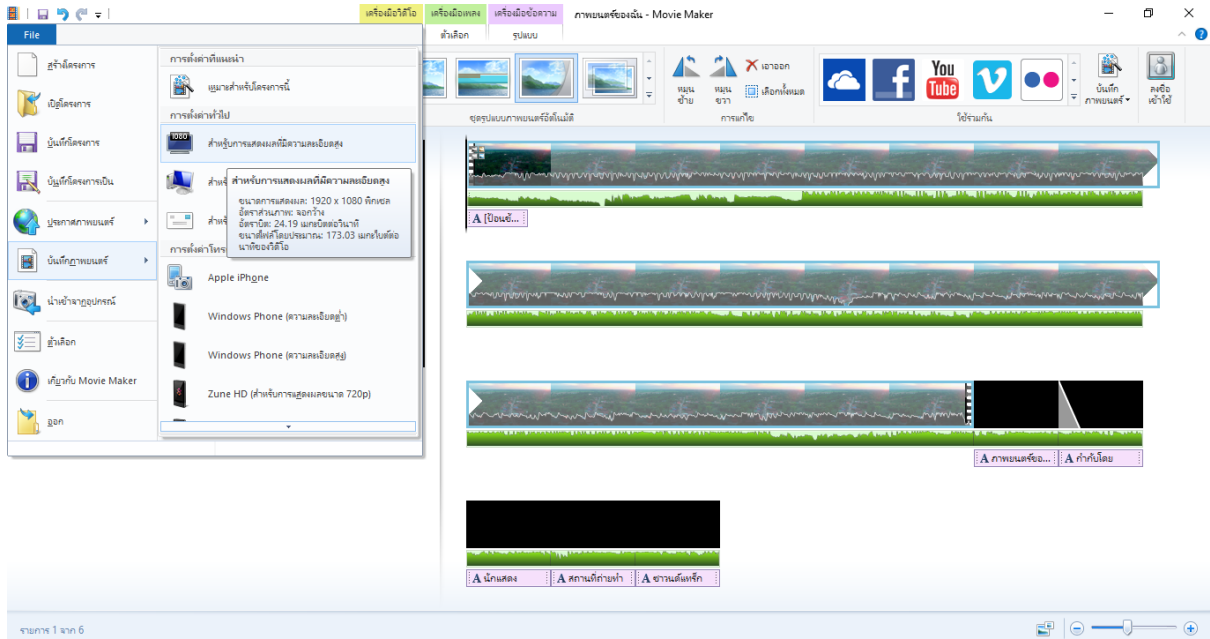 เครื่องมือวิดีโอ
เครื่องมือเพลง
เครื่องมือข้อความ
ภาพยนตร์ของฉัน - Movie Maker
File
ตัวเลือก
รูปแบบ
สร้างโครงการ
เปิดโครงการ
บันทึกโครงการ
บันทึกโครงการเป็น
ประกาศภาพยนตร์
บันทึกภาพยนตร์
นำเข้าจากอุปกรณ์
ตัวเลือก
เกี่ยวกับ Movie Maker
ออก
การตั้งค่าที่แนะนำ
เหมาะสำหรับโครงการนี้
การตั้งค่าทั่วไป
1080
สำหรับการแสดงผลที่มีความละเอียดสูง
สำหรับการแสดงผลที่มีความละเอียดสูง
ขนาดการแสดงผล: 1920 x 1080 พิกเซล
อัตราส่วนภาพ: จอกว้าง
อัตราบิต: 24.19 เมกะบิตต่อวินาที
ขนาดไฟล์โดยประมาณ: 173.03 เมกะไบต์ต่อ
นาทีของวิดีโอ
Apple iPhone
Windows Phone (ความละเอียดต่ำ)
Windows Phone (ความละเอียดสูง)
Zune HD (สำหรับการแสดงผลขนาด 720p)
ชุดรูปแบบภาพยนตร์อัตโนมัติ
หมุน
ซ้าย
หมุน
ขวา
เอาออก
เลือกทั้งหมด
การแก้ไข
You
Tube
ใช้ร่วมกัน
บันทึก
ภาพยนตร์
ลงชื่อ
เข้าใช้
A [ป้อนชื่...
A ภาพยนตร์ขอ...
A กำกับโดย
A นักแสดง
A สถานที่ถ่ายทำ
A ซาวนด์แทร็ก
รายการ 1 จาก 6